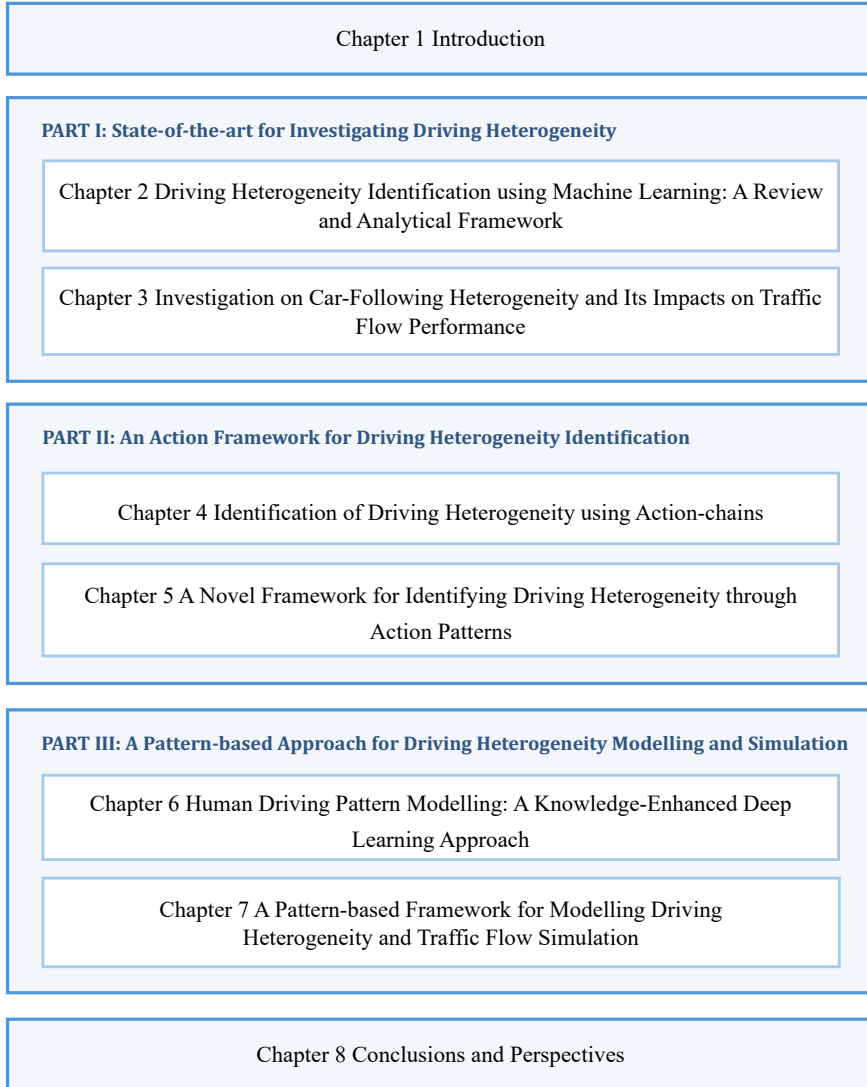 Chapter 1 Introduction
PART I: State-of-the-art for Investigating Driving Heterogeneity
Chapter 2 Driving Heterogeneity Identification using Machine Learning: A Review
and Analytical Framework
Chapter 3 Investigation on Car-Following Heterogeneity and Its Impacts on Traffic
Flow Performance
PART II: An Action Framework for Driving Heterogeneity Identification
Chapter 4 Identification of Driving Heterogeneity using Action-chains
Chapter 5 A Novel Framework for Identifying Driving Heterogeneity through
Action Patterns
PART III: A Pattern-based Approach for Driving Heterogeneity Modelling and Simulation
Chapter 6 Human Driving Pattern Modelling: A Knowledge-Enhanced Deep
Learning Approach
Chapter 7 A Pattern-based Framework for Modelling Driving
Heterogeneity and Traffic Flow Simulation
Chapter 8 Conclusions and Perspectives